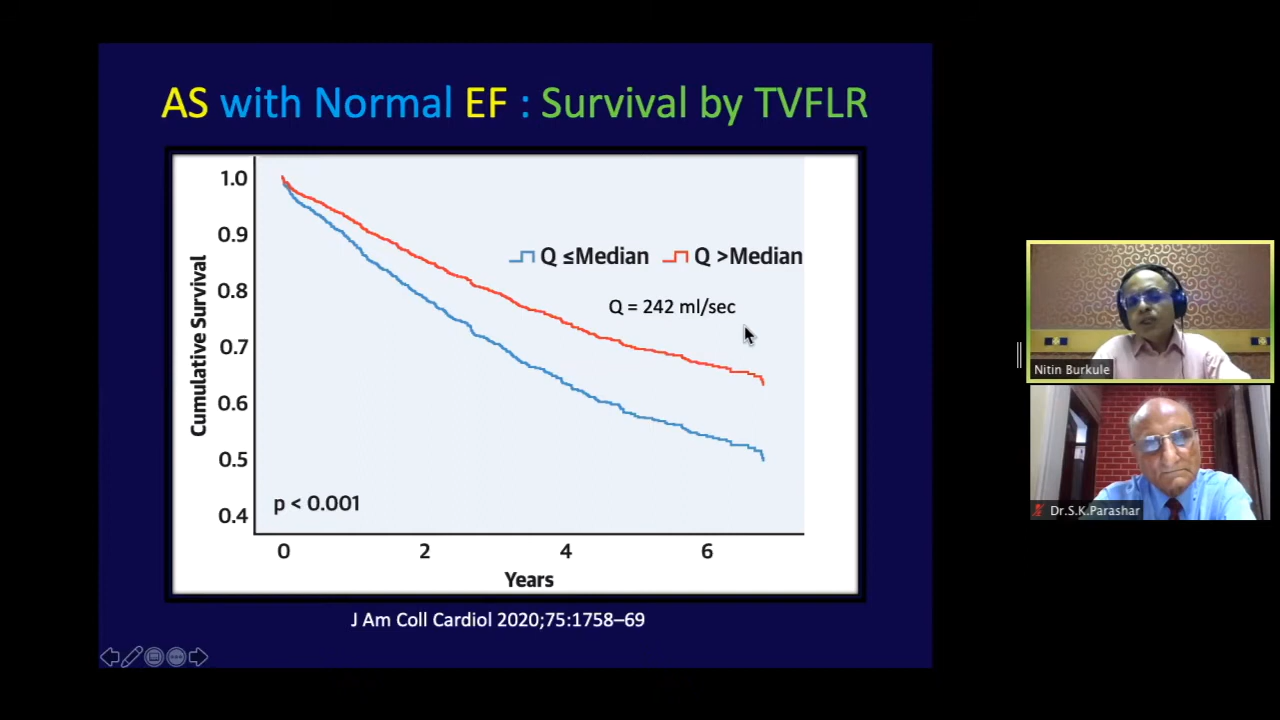 AS with Normal EF : Survival by TVFLR
1.0
0.9
0.8
0.7
0.6
0.5
0.4
Cumulative Survival
Q ≤Median Q >Median
Q = 242 ml/sec
p < 0.001
0 2 4 6
Years
J Am Coll Cardiol 2020;75:1758–69
Nitin Burkule
Dr.S.K.Parashar